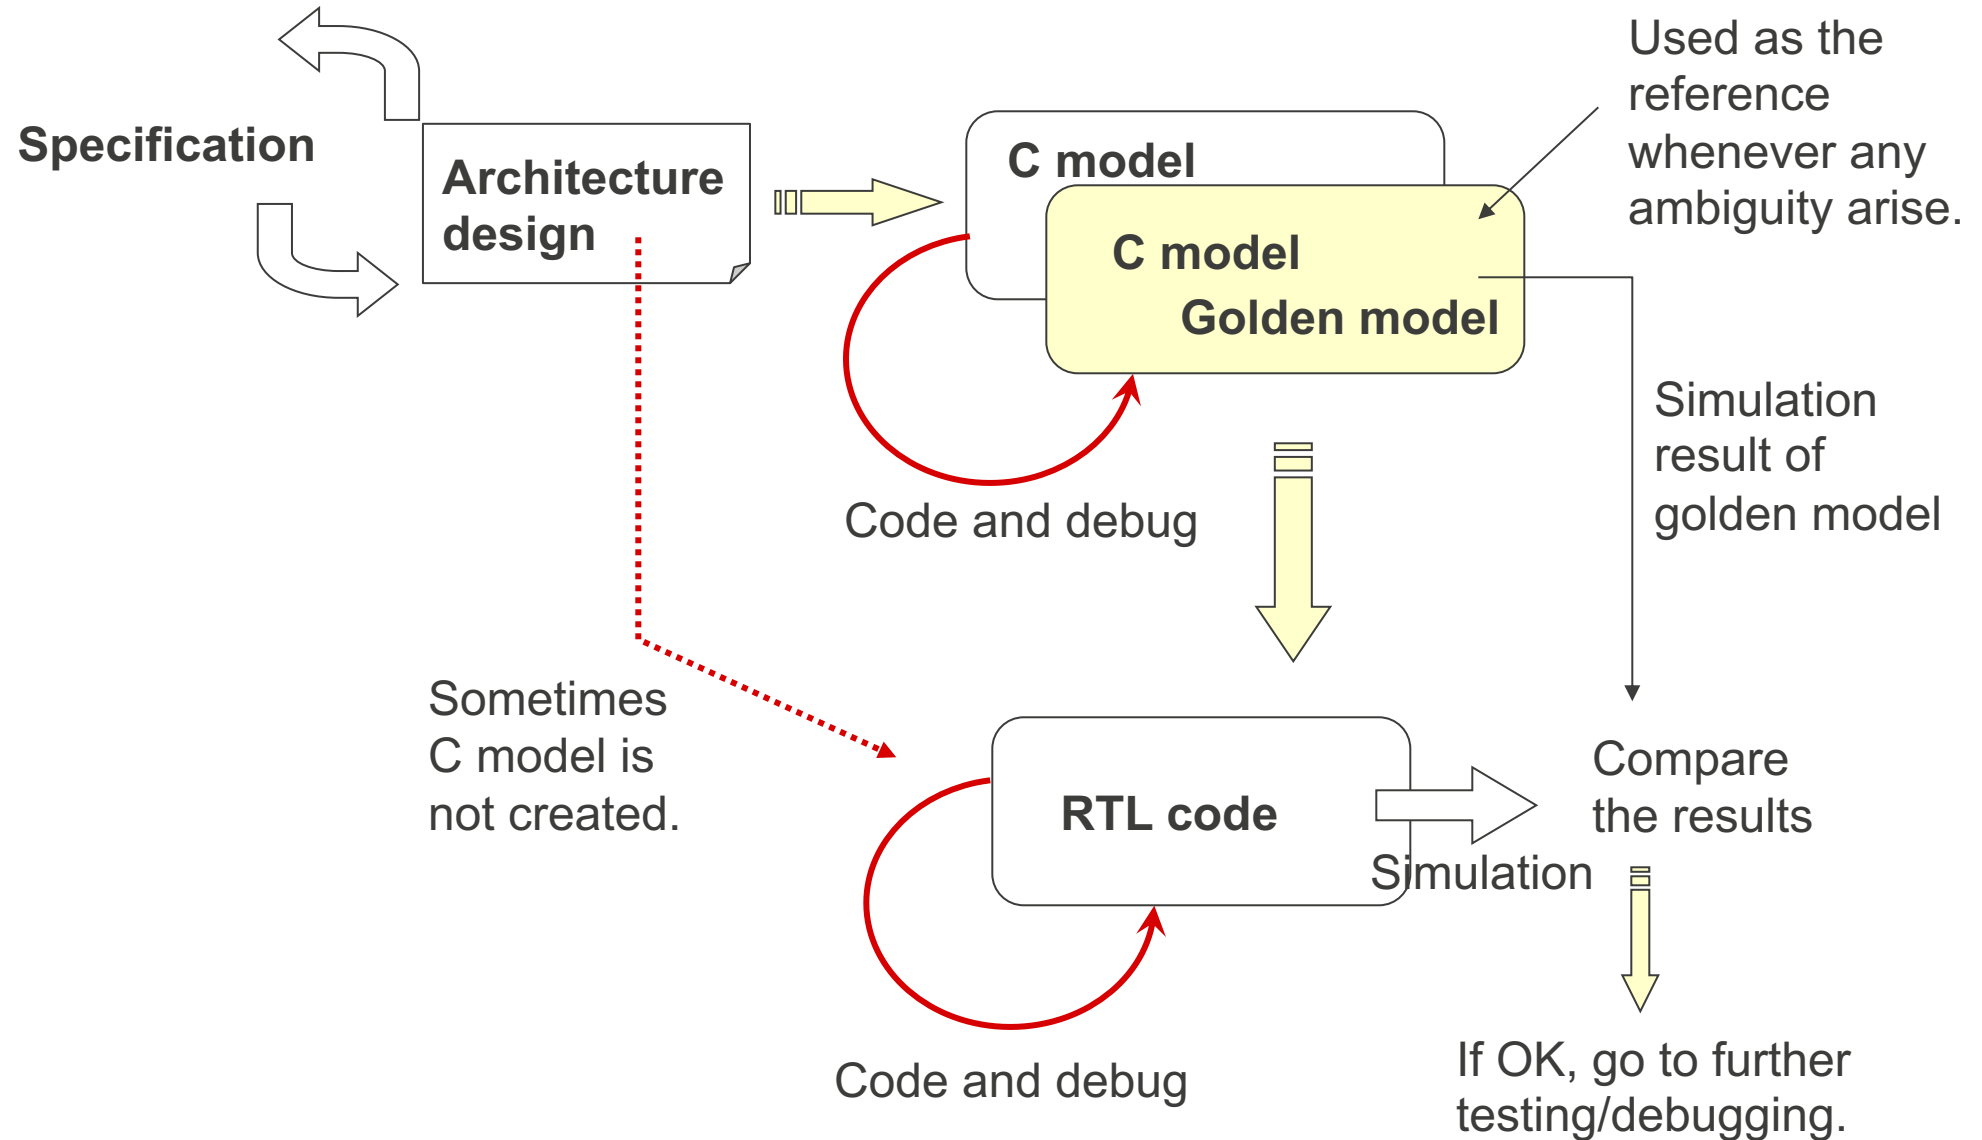 Specification
Architecture
design
C model
C model
Golden model
Used as the
reference
whenever any
ambiguity arise.
Code and debug
Simulation
result of
golden model
Sometimes
C model is
not created.
RTL code
Simulation
Compare
the results
Code and debug
If OK, go to further
testing/debugging.